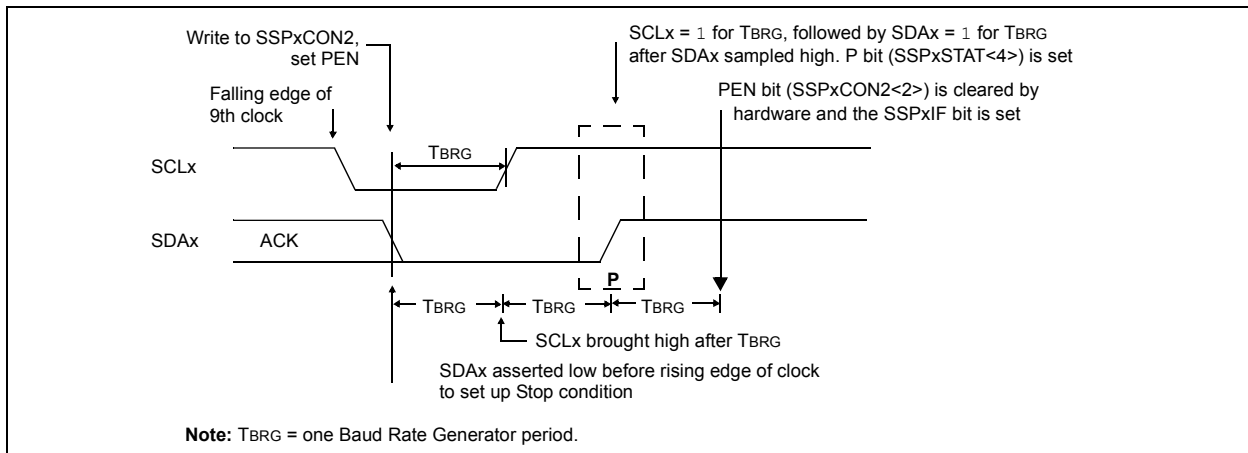 Write to SSPxCON2,
set PEN
SCLx = 1 for TBRG, followed by SDAx = 1 for TBRG
after SDAx sampled high. P bit (SSPxSTAT<4>) is set
Falling edge of
9th clock
PEN bit (SSPxCON2<2>) is cleared by
hardware and the SSPxIF bit is set
TBRG
SCLx
SDAx
ACK
P
TBRG
TBRG
TBRG
SCLx brought high after TBRG
SDAx asserted low before rising edge of clock
to set up Stop condition
Note: TBRG = one Baud Rate Generator period.